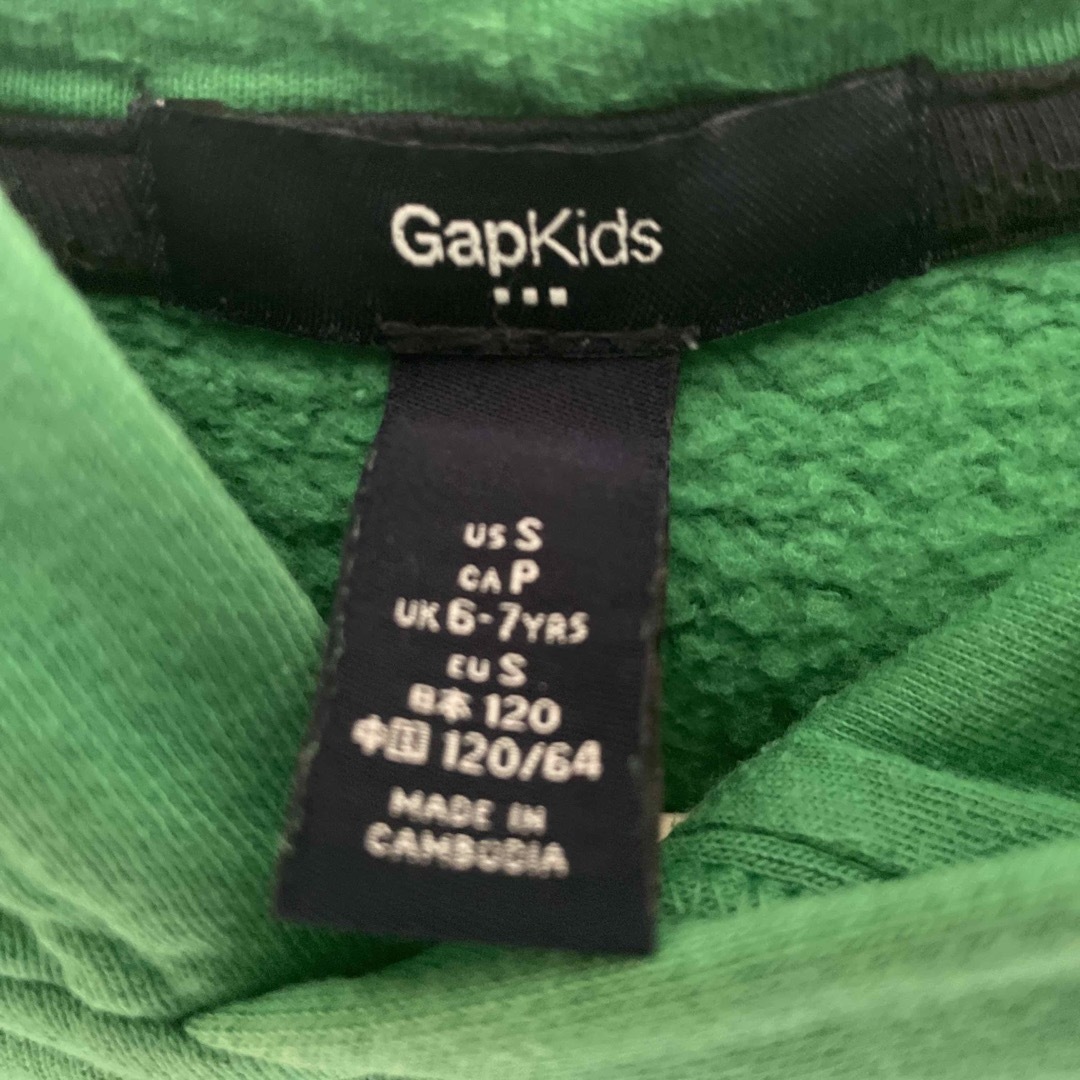 GapKids
US S
CA P
UK 6-7YRS
EU S
日本 120
中国 120/64
MADE IN
CAMBODIA